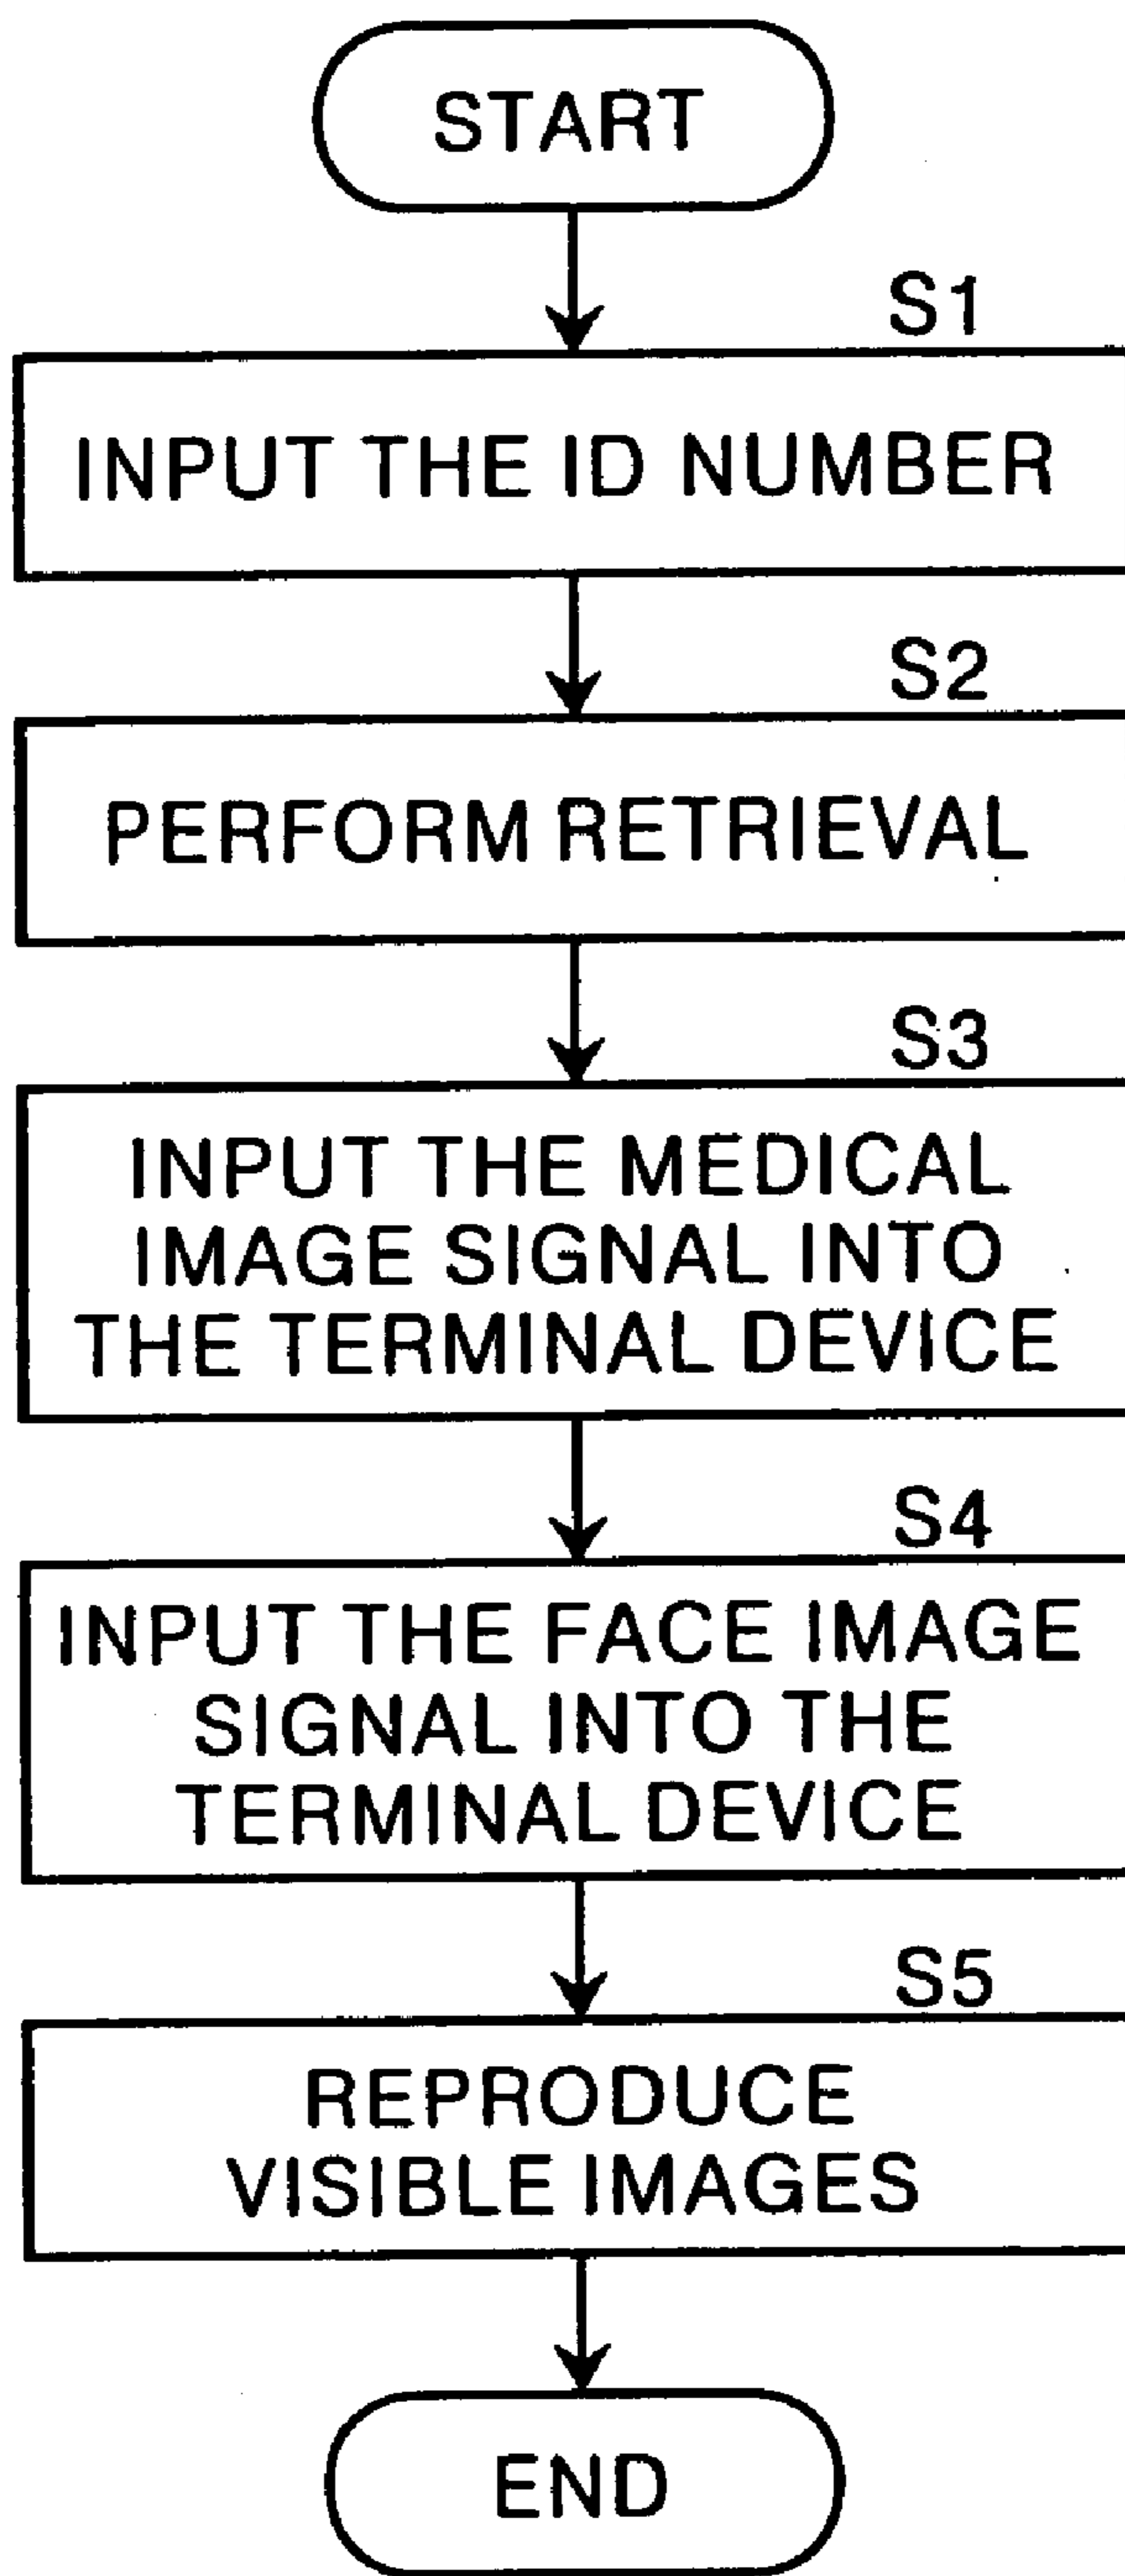 START
S1
INPUT THE ID NUMBER
S2
PERFORM RETRIEVAL
S3
INPUT THE MEDICAL
IMAGE SIGNAL INTO
THE TERMINAL DEVICE
S4
INPUT THE FACE IMAGE
SIGNAL INTO THE
TERMINAL DEVICE
S5
REPRODUCE
VISIBLE IMAGES
END